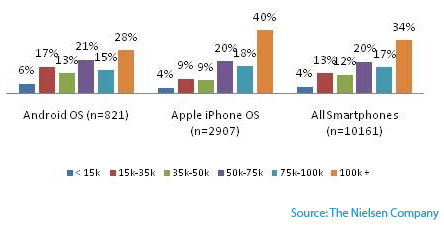 6% 17% 13% 21% 15% 28%
4% 9% 9% 20% 18% 40%
4% 13% 12% 20% 17% 34%
Android OS (n=821)
Apple iPhone OS
(n=2907)
All Smartphones
(n=10161)
< 15k 15k-35k 35k-50k 50k-75k 75k-100k 100k +
Source: The Nielsen Company